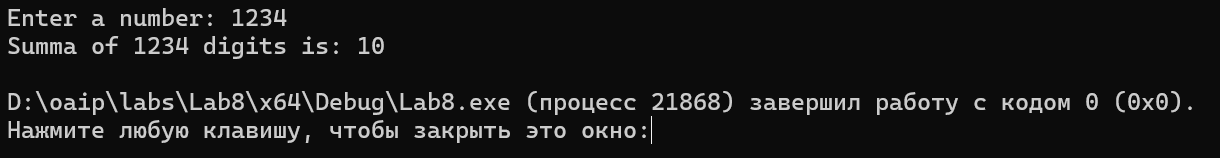 Enter a number: 1234
Summa of 1234 digits is: 10
D:\oaip\labs\Lab8\x64\Debug\Lab8.exe (процесс 21868) завершил работу с кодом 0 (0x0).
Нажмите любую клавишу, чтобы закрыть это окно: